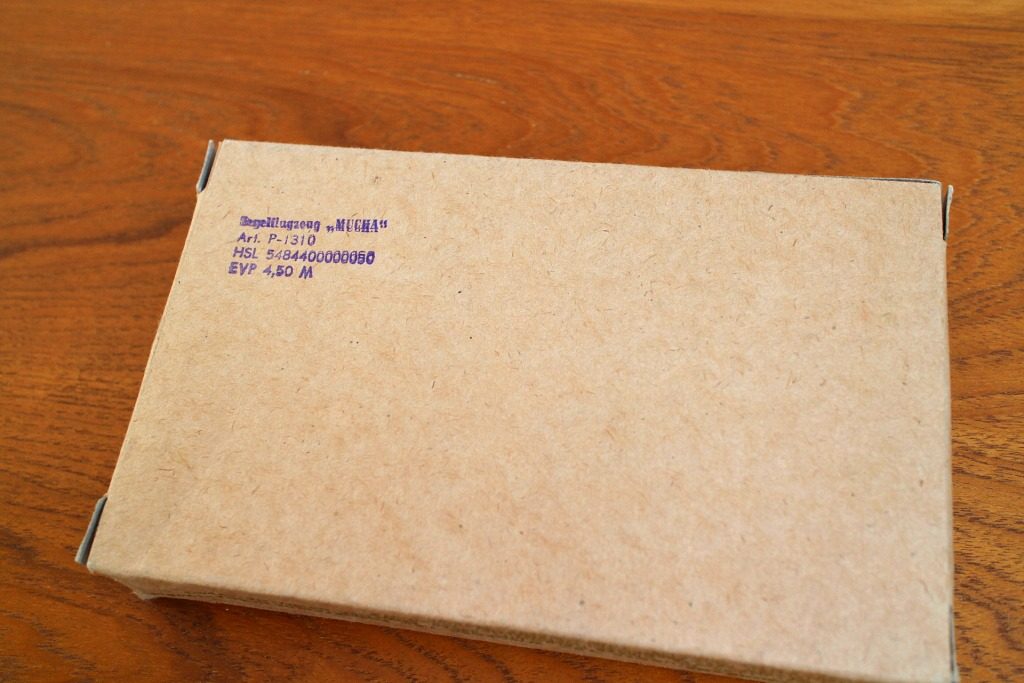 Segelflugzeug „MUCHA“
Art. P-1310
HSL 5484400000050
EVP 4,50 M